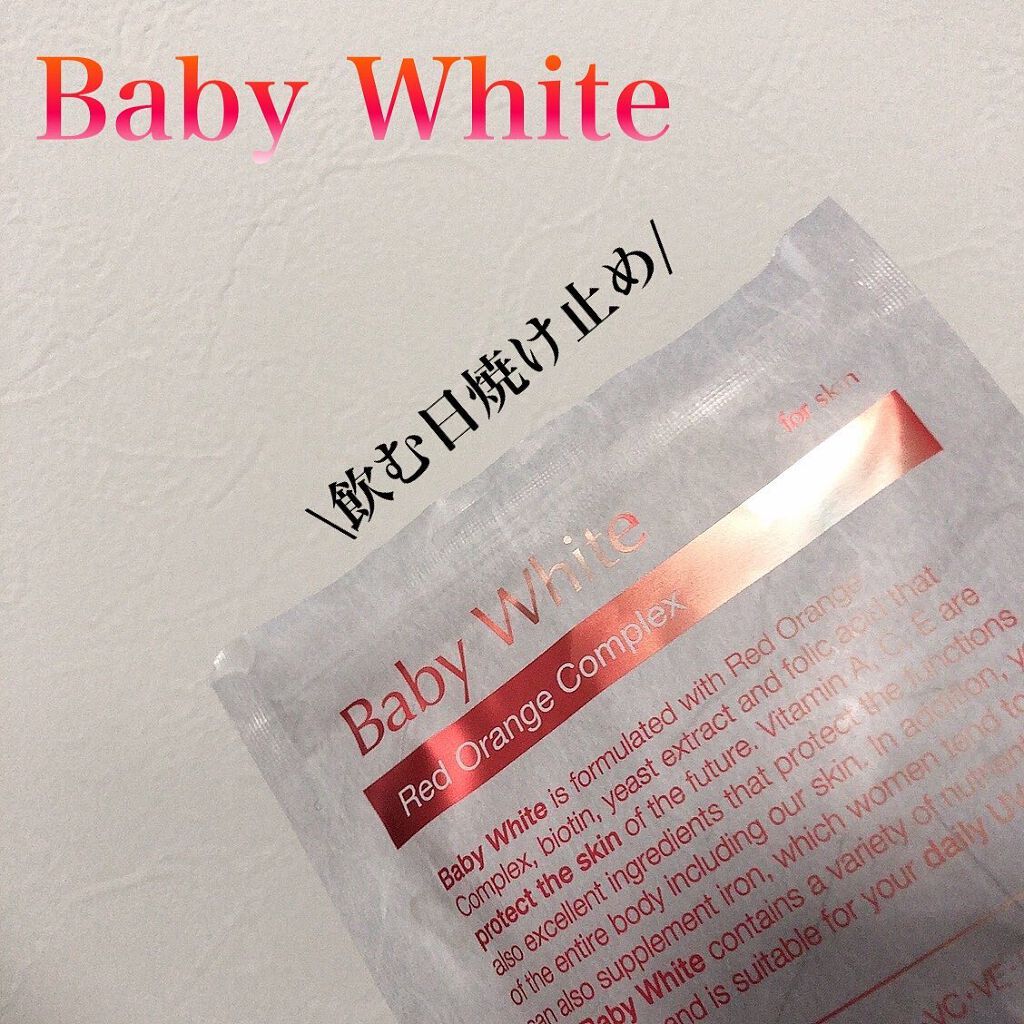 Baby White
\飲む日焼け止め/
for skin
Baby White
Red Orange Complex
Baby White is formulated with Red Orange
Complex, biotin, yeast extract and folic acid that
protect the skin of the future. Vitamin A, C, E are
also excellent ingredients that protect the functions
of the entire body including our skin. In addition,
can also supplement iron, which women tend to
Baby White contains a variety of
and is suitable for your daily
VC・VE・